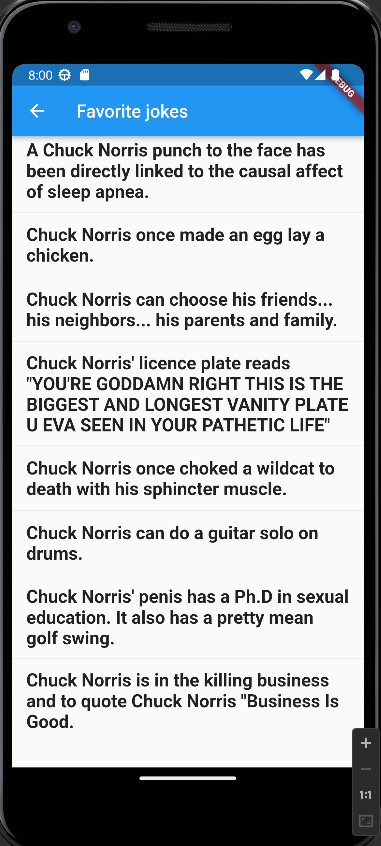 8:00
BUG
Favorite jokes
A Chuck Norris punch to the face has
been directly linked to the causal affect
of sleep apnea.
Chuck Norris once made an egg lay a
chicken.
Chuck Norris can choose his friends...
his neighbors... his parents and family.
Chuck Norris' licence plate reads
"YOU'RE GODDAMN RIGHT THIS IS THE
BIGGEST AND LONGEST VANITY PLATE
U EVA SEEN IN YOUR PATHETIC LIFE"
Chuck Norris once choked a wildcat to
death with his sphincter muscle.
Chuck Norris can do a guitar solo on
drums.
Chuck Norris' penis has a Ph.D in sexual
education. It also has a pretty mean
golf swing.
Chuck Norris is in the killing business
and to quote Chuck Norris "Business Is
Good.
1:1